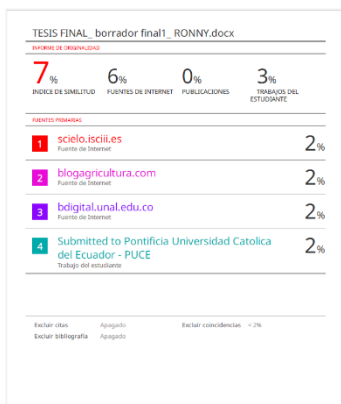 TESIS FINAL_ borrador final1_ RONNY.docx
INFORME DE ORIGINALIDAD
7% 6% 0% 3%
INDICE DE SIMILITUD FUENTES DE INTERNET PUBLICACIONES TRABAJOS DEL
ESTUDIANTE
FUENTES PRIMARIAS
1 scielo.isciii.es 2%
Fuente de Internet
2 blogagricultura.com 2%
Fuente de Internet
3 bdigital.unal.edu.co 2%
Fuente de Internet
4 Submitted to Pontificia Universidad Catolica 2%
del Ecuador - PUCE
Trabajo del estudiante
Excluir citas Apagado Excluir coincidencias < 2%
Excluir bibliografía Apagado